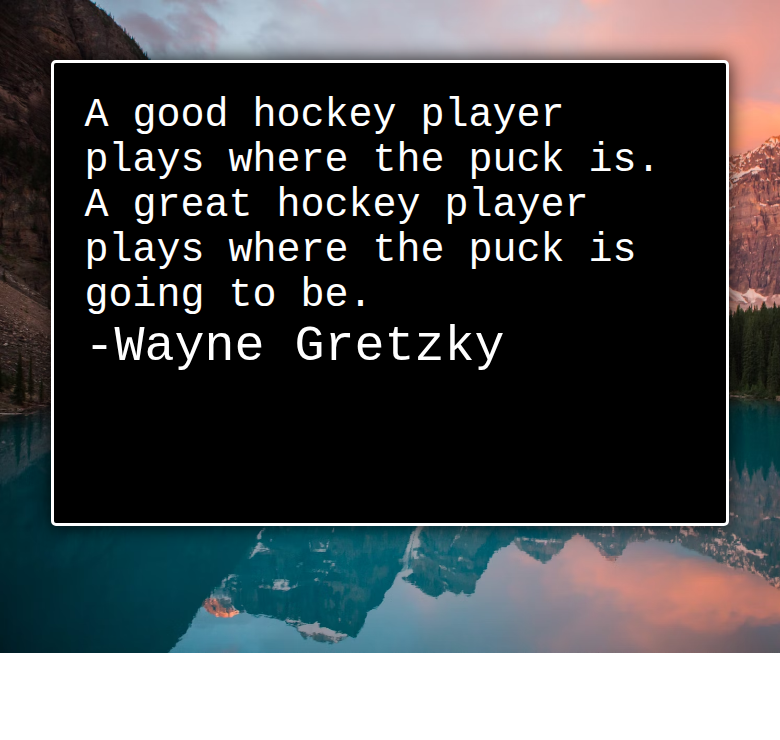 A good hockey player
plays where the puck is.
A great hockey player
plays where the puck is
going to be.
-Wayne Gretzky